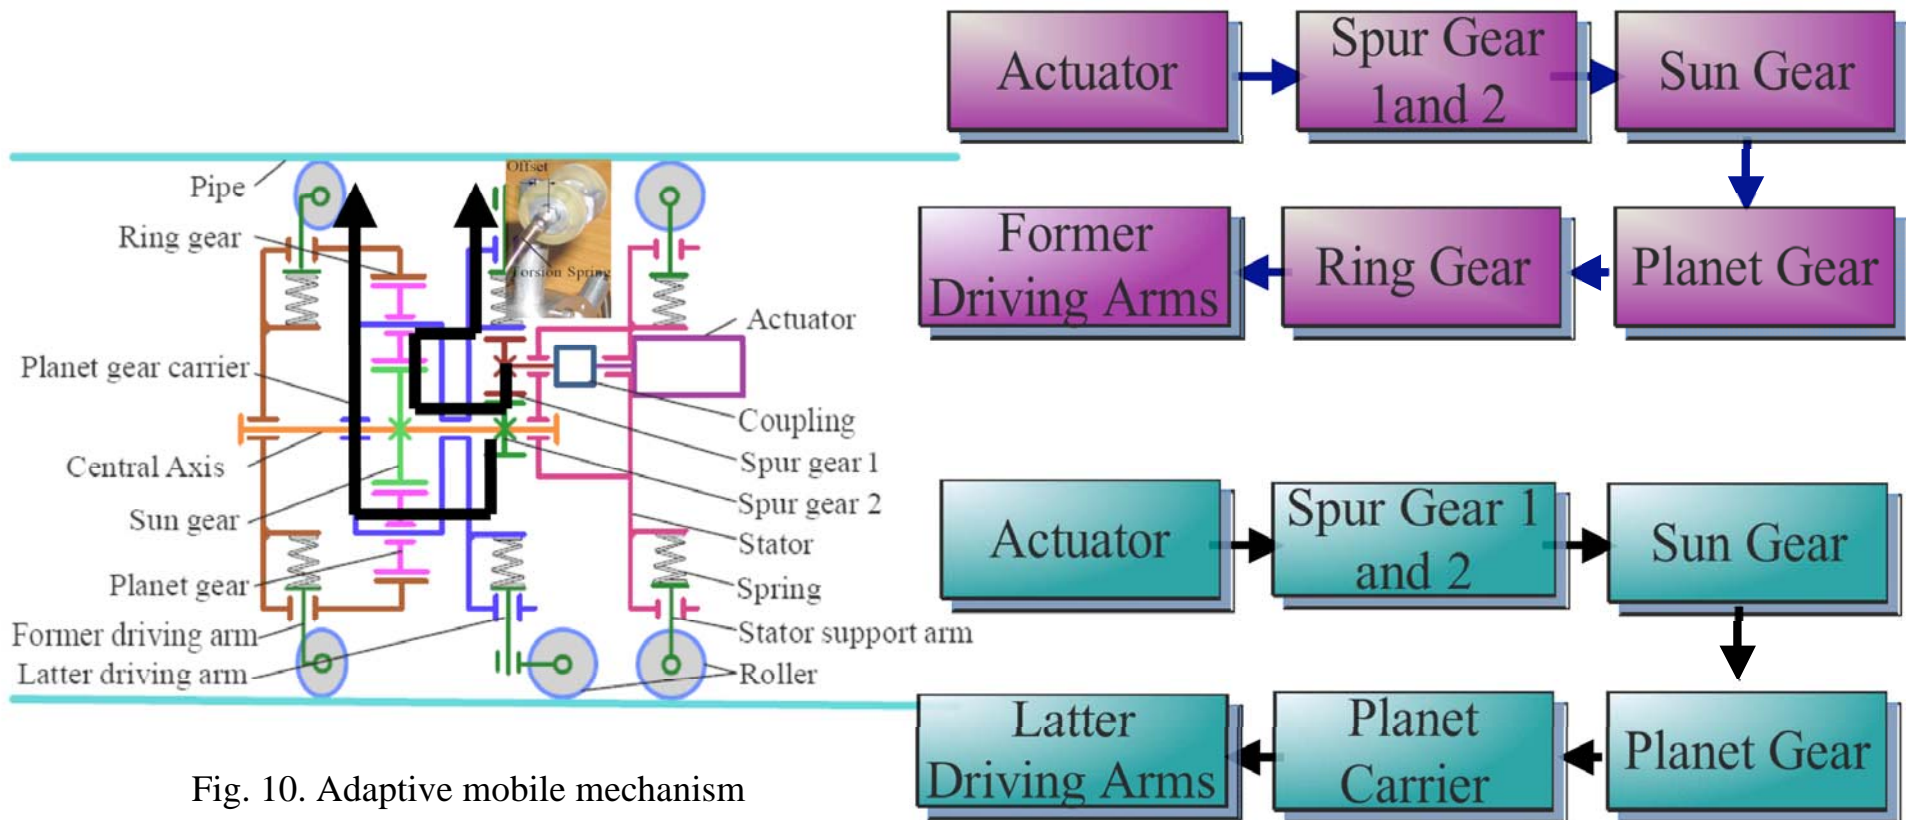 Pipe
Ring gear
Planet gear carrier
Central Axis
Sun gear
Planet gear
Former driving arm
Latter driving arm
Offset
Torsion Spring
Actuator
Coupling
Spur gear 1
Spur gear 2
Stator
Spring
Stator support arm
Roller
Fig. 10. Adaptive mobile mechanism
Actuator
Spur Gear
1and 2
Sun Gear
Planet Gear
Ring Gear
Former
Driving Arms
Actuator
Spur Gear 1
and 2
Sun Gear
Planet Gear
Planet
Carrier
Latter
Driving Arms